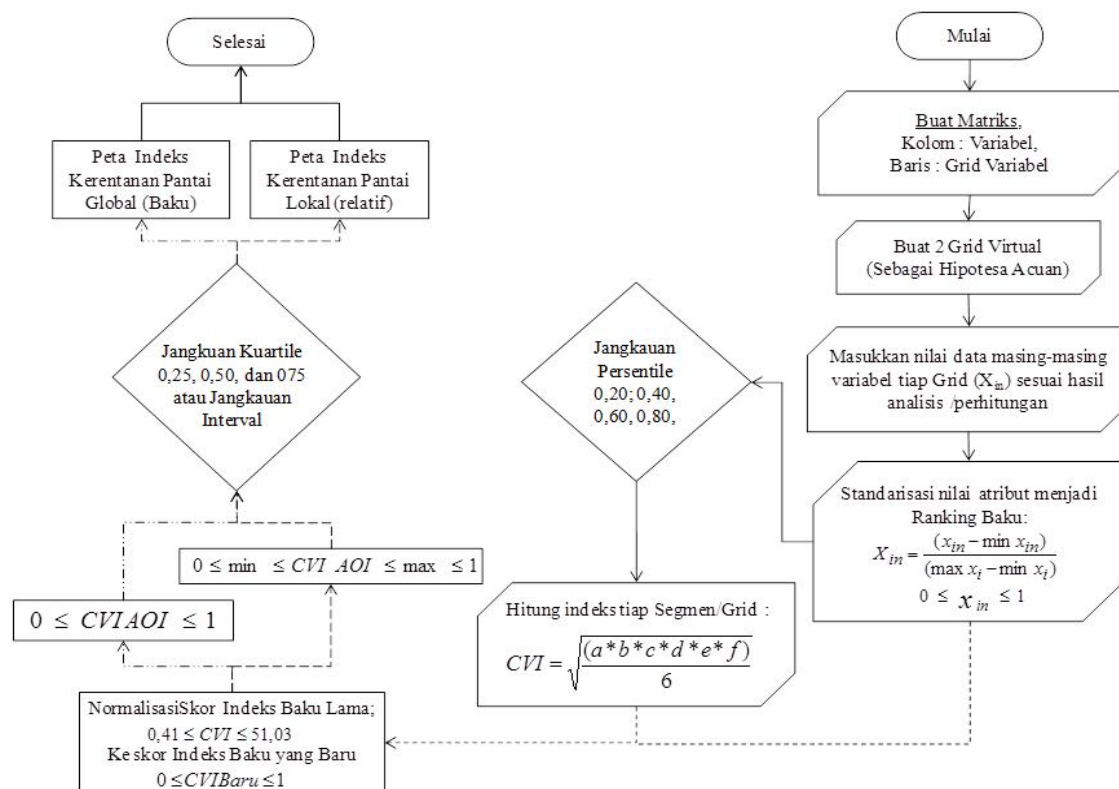 Mulai
Buat Matriks,
Kolom : Variabel,
Baris : Grid Variabel
Buat 2 Grid Virtual
(Sebagai Hipotesa Acuan)
Masukkan nilai data masing-masing
variabel tiap Grid (X_in) sesuai hasil
analisis /perhitungan
Standarisasi nilai atribut menjadi
Ranking Baku:
X_in = (x_in − min x_in) / (max x_i − min x_i)
0 ≤ x_in ≤ 1
Jangkauan
Persentile
0,20; 0,40,
0,60, 0,80,
Hitung indeks tiap Segmen/Grid :
CVI = √((a*b*c*d*e*f) / 6)
NormalisasiSkor Indeks Baku Lama;
0,41 ≤ CVI ≤ 51,03
Ke skor Indeks Baku yang Baru
0 ≤CVIBaru ≤1
0 ≤ CVIAOI ≤ 1
0 ≤ min ≤ CVI AOI ≤ max ≤ 1
Jangkuan Kuartile
0,25, 0,50, dan 075
atau Jangkauan
Interval
Peta Indeks
Kerentanan Pantai
Global (Baku)
Peta Indeks
Kerentanan Pantai
Lokal (relatif)
Selesai